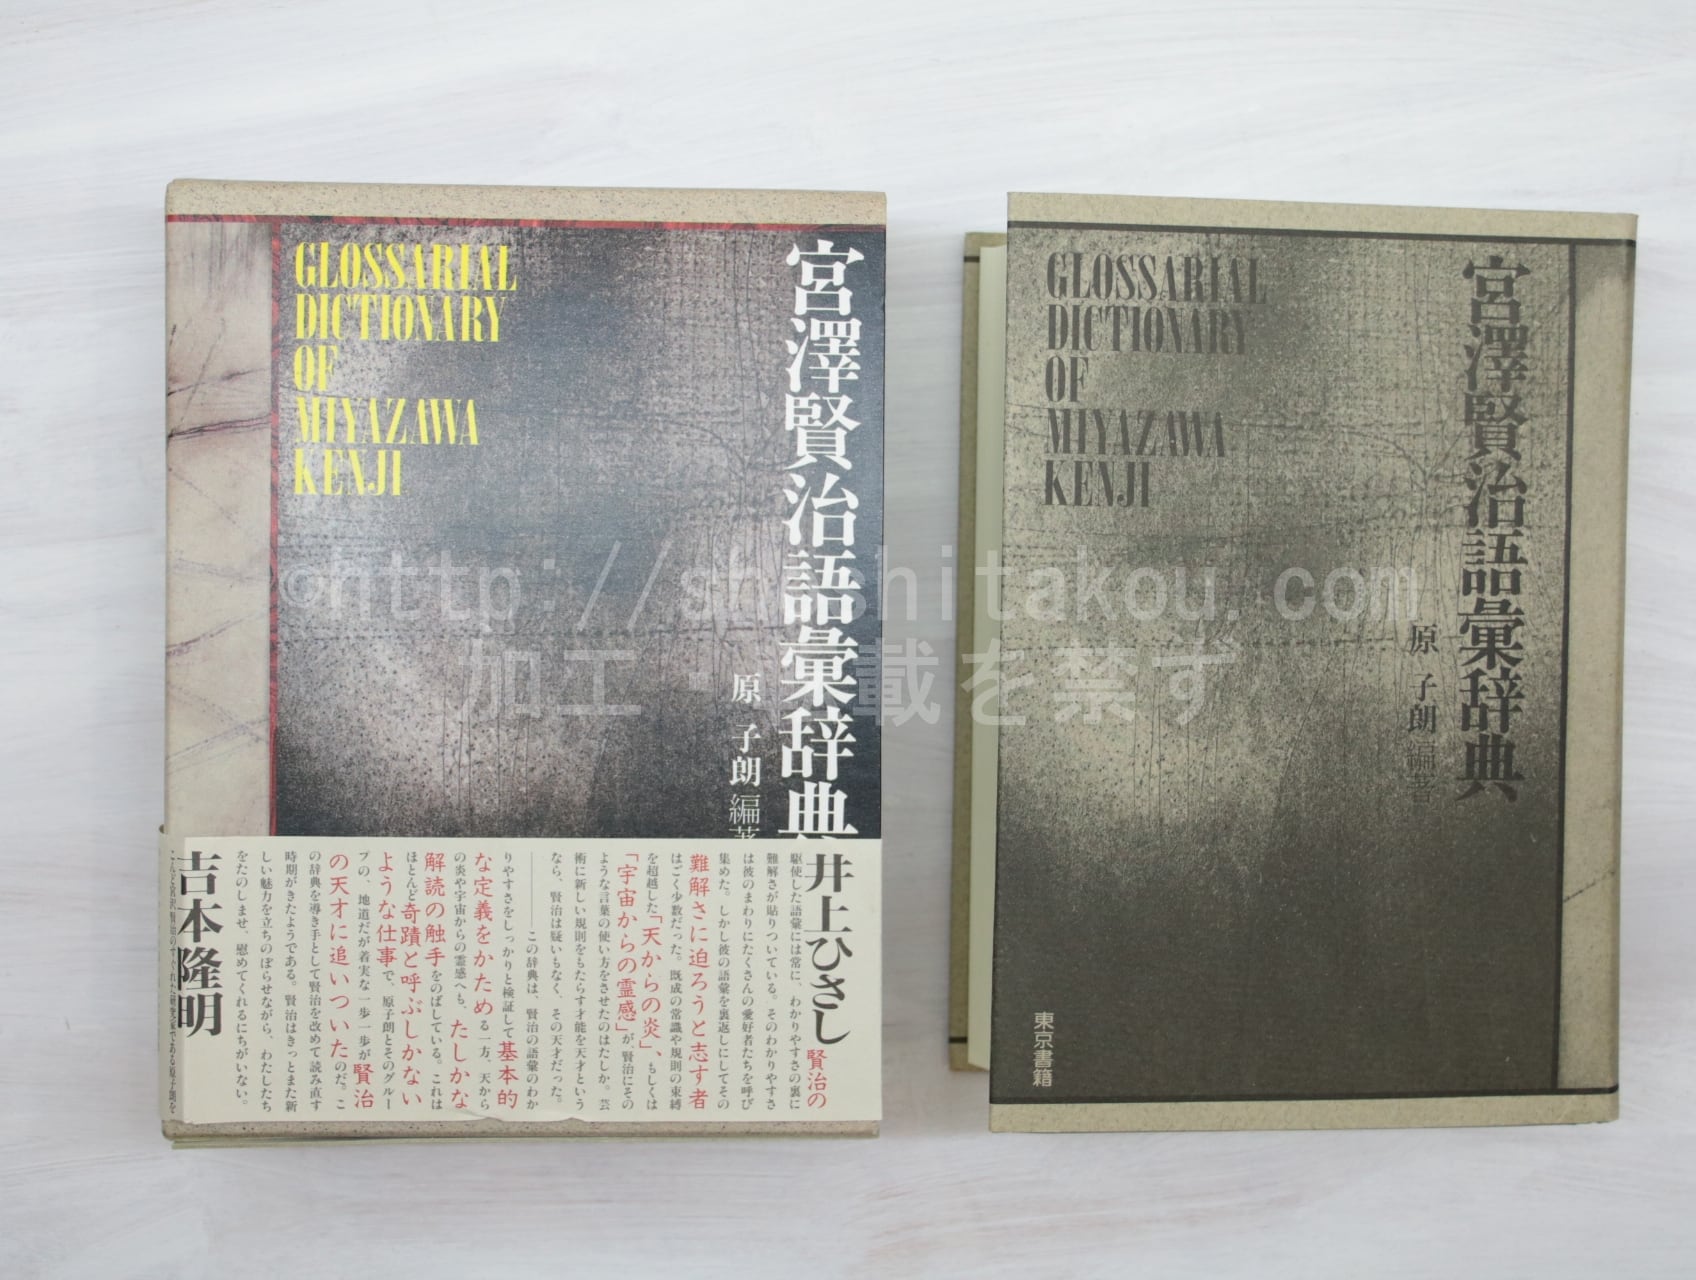 GLOSSARIAL
DICTIONARY
OF
MIYAZAWA
KENJI
宮澤賢治語彙辞典
原 子朗 編著
井上ひさし
賢治の
駆使した語彙には常に、わかりやすさの裏に
難解さが貼りついている。そのわかりやすさ
は彼のまわりにたくさんの愛好者たちを呼び
集めた。しかし彼の語彙を裏返しにしてその
難解さに迫ろうと志す者
はごく少数だった。既成の常識や規則の束縛
を超越した「天からの炎」、もしくは
「宇宙からの霊感」が、賢治にその
ような言葉の使い方をさせたのはたしか。芸
術に新しい規則をもたらす才能を天才という
なら、賢治は疑いもなく、その天才だった。
――この辞典は、賢治の語彙のわか
りやすさをしっかりと検証して基本的
な定義をかためる一方、天から
の炎や宇宙からの霊感へも、たしかな
解読の触手をのばしている。これは
ほとんど奇蹟と呼ぶしかない
ような仕事で、原子朗とそのグルー
プの、地道だが着実な一歩一歩が賢治
の天才に追いついたのだ。こ
の辞典を導き手として賢治を改めて読み直す
時期がきたようである。賢治はきっとまた新
しい魅力を立ちのぼらせながら、わたしたち
をたのしませ、慰めてくれるにちがいない。
吉本隆明
GLOSSARIAL
DICTIONARY
OF
MIYAZAWA
KENJI
宮澤賢治語彙辞典
原 子朗 編著
東京書籍
©http://shishitakou.com
加工・転載を禁ず